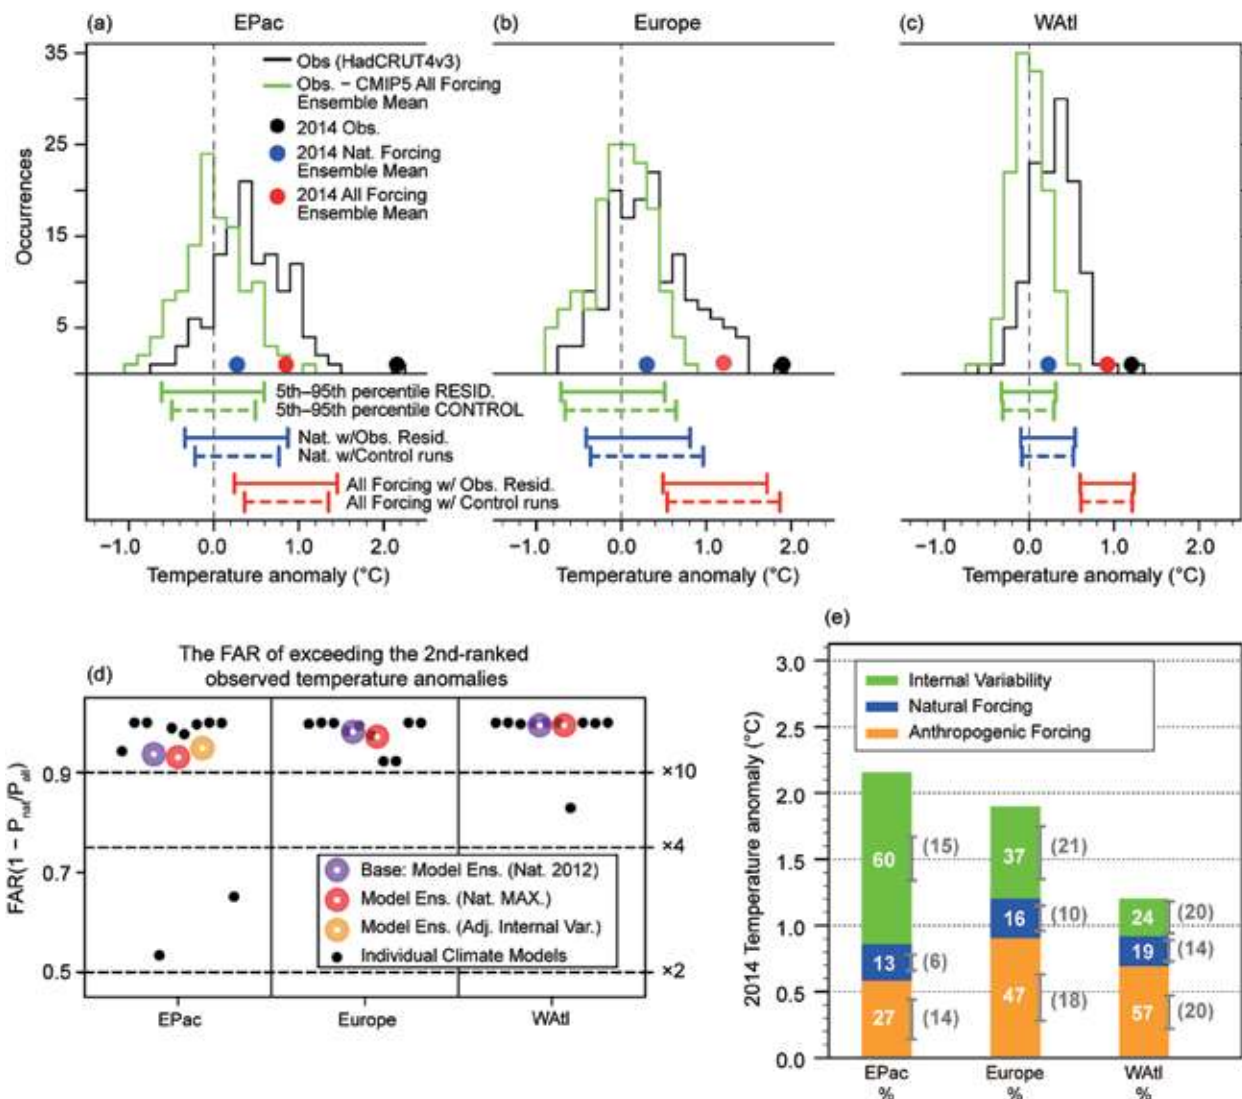 (a) EPac
(b) Europe
(c) WAtl
Occurrences
35
25
15
5
Obs (HadCRUT4v3)
Obs. – CMIP5 All Forcing
Ensemble Mean
2014 Obs.
2014 Nat. Forcing
Ensemble Mean
2014 All Forcing
Ensemble Mean
5th–95th percentile RESID.
5th–95th percentile CONTROL
Nat. w/Obs. Resid.
Nat. w/Control runs
All Forcing w/ Obs. Resid.
All Forcing w/ Control runs
−1.0 0.0 1.0 2.0
−1.0 0.0 1.0 2.0
−1.0 0.0 1.0 2.0
Temperature anomaly (°C)
Temperature anomaly (°C)
Temperature anomaly (°C)
(d)
The FAR of exceeding the 2nd-ranked
observed temperature anomalies
FAR(1 − Pnat/Pall)
0.9
0.7
0.5
×10
×4
×2
Base: Model Ens. (Nat. 2012)
Model Ens. (Nat. MAX.)
Model Ens. (Adj. Internal Var.)
Individual Climate Models
EPac Europe WAtl
(e)
2014 Temperature anomaly (°C)
3.0
2.5
2.0
1.5
1.0
0.5
0.0
Internal Variability
Natural Forcing
Anthropogenic Forcing
60 (15)
13 (6)
27 (14)
37 (21)
16 (10)
47 (18)
24 (20)
19 (14)
57 (20)
EPac Europe WAtl
% % %